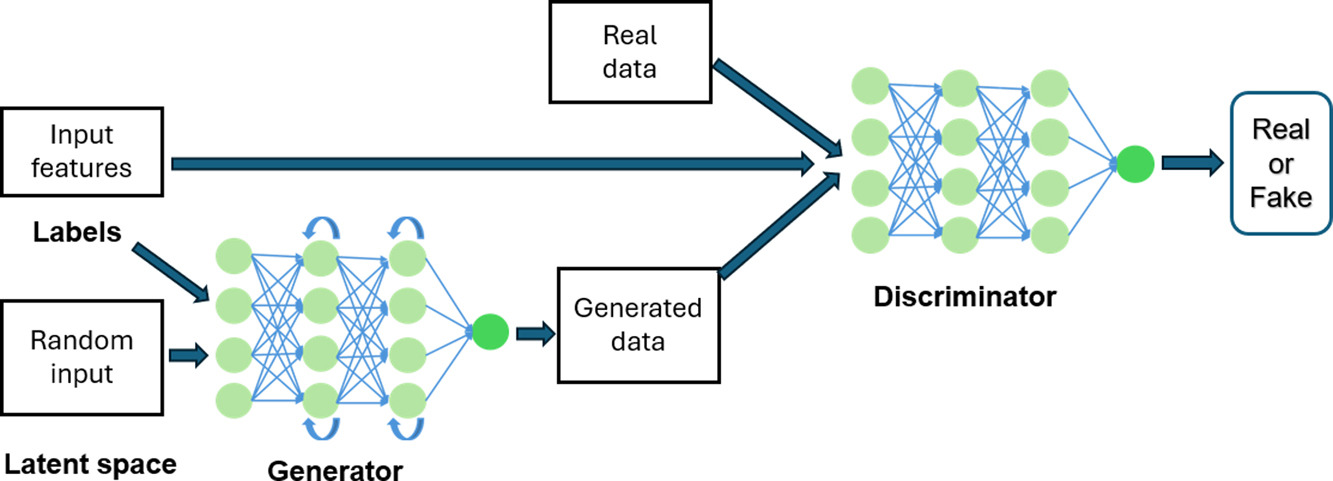 Real
data
Input
features
Labels
Random
input
Latent space
Generator
Generated
data
Discriminator
Real
or
Fake